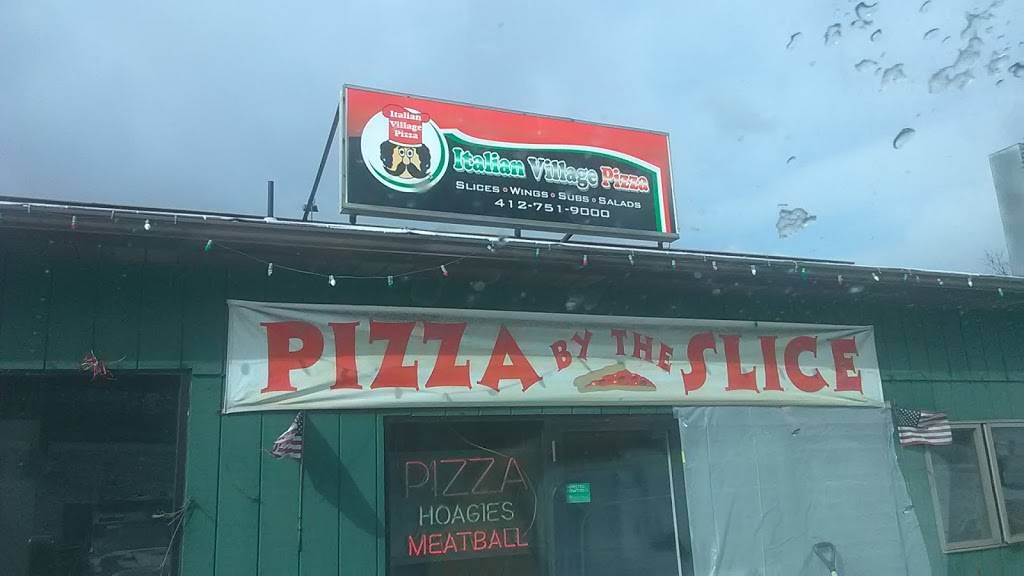 Italian
Village
Pizza
Italian Village Pizza
SLICES • WINGS • SUBS • SALADS
412-751-9000
PIZZA BY THE SLICE
PIZZA
HOAGIES
MEATBALL